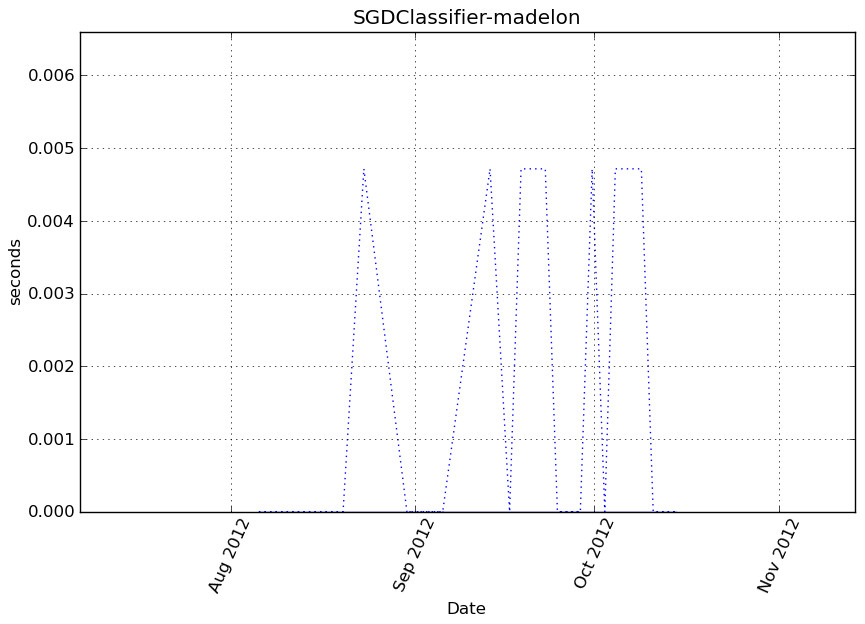 SGDClassifier-madelon
0.006
0.005
0.004
0.003
0.002
0.001
0.000
seconds
Aug 2012
Sep 2012
Oct 2012
Nov 2012
Date